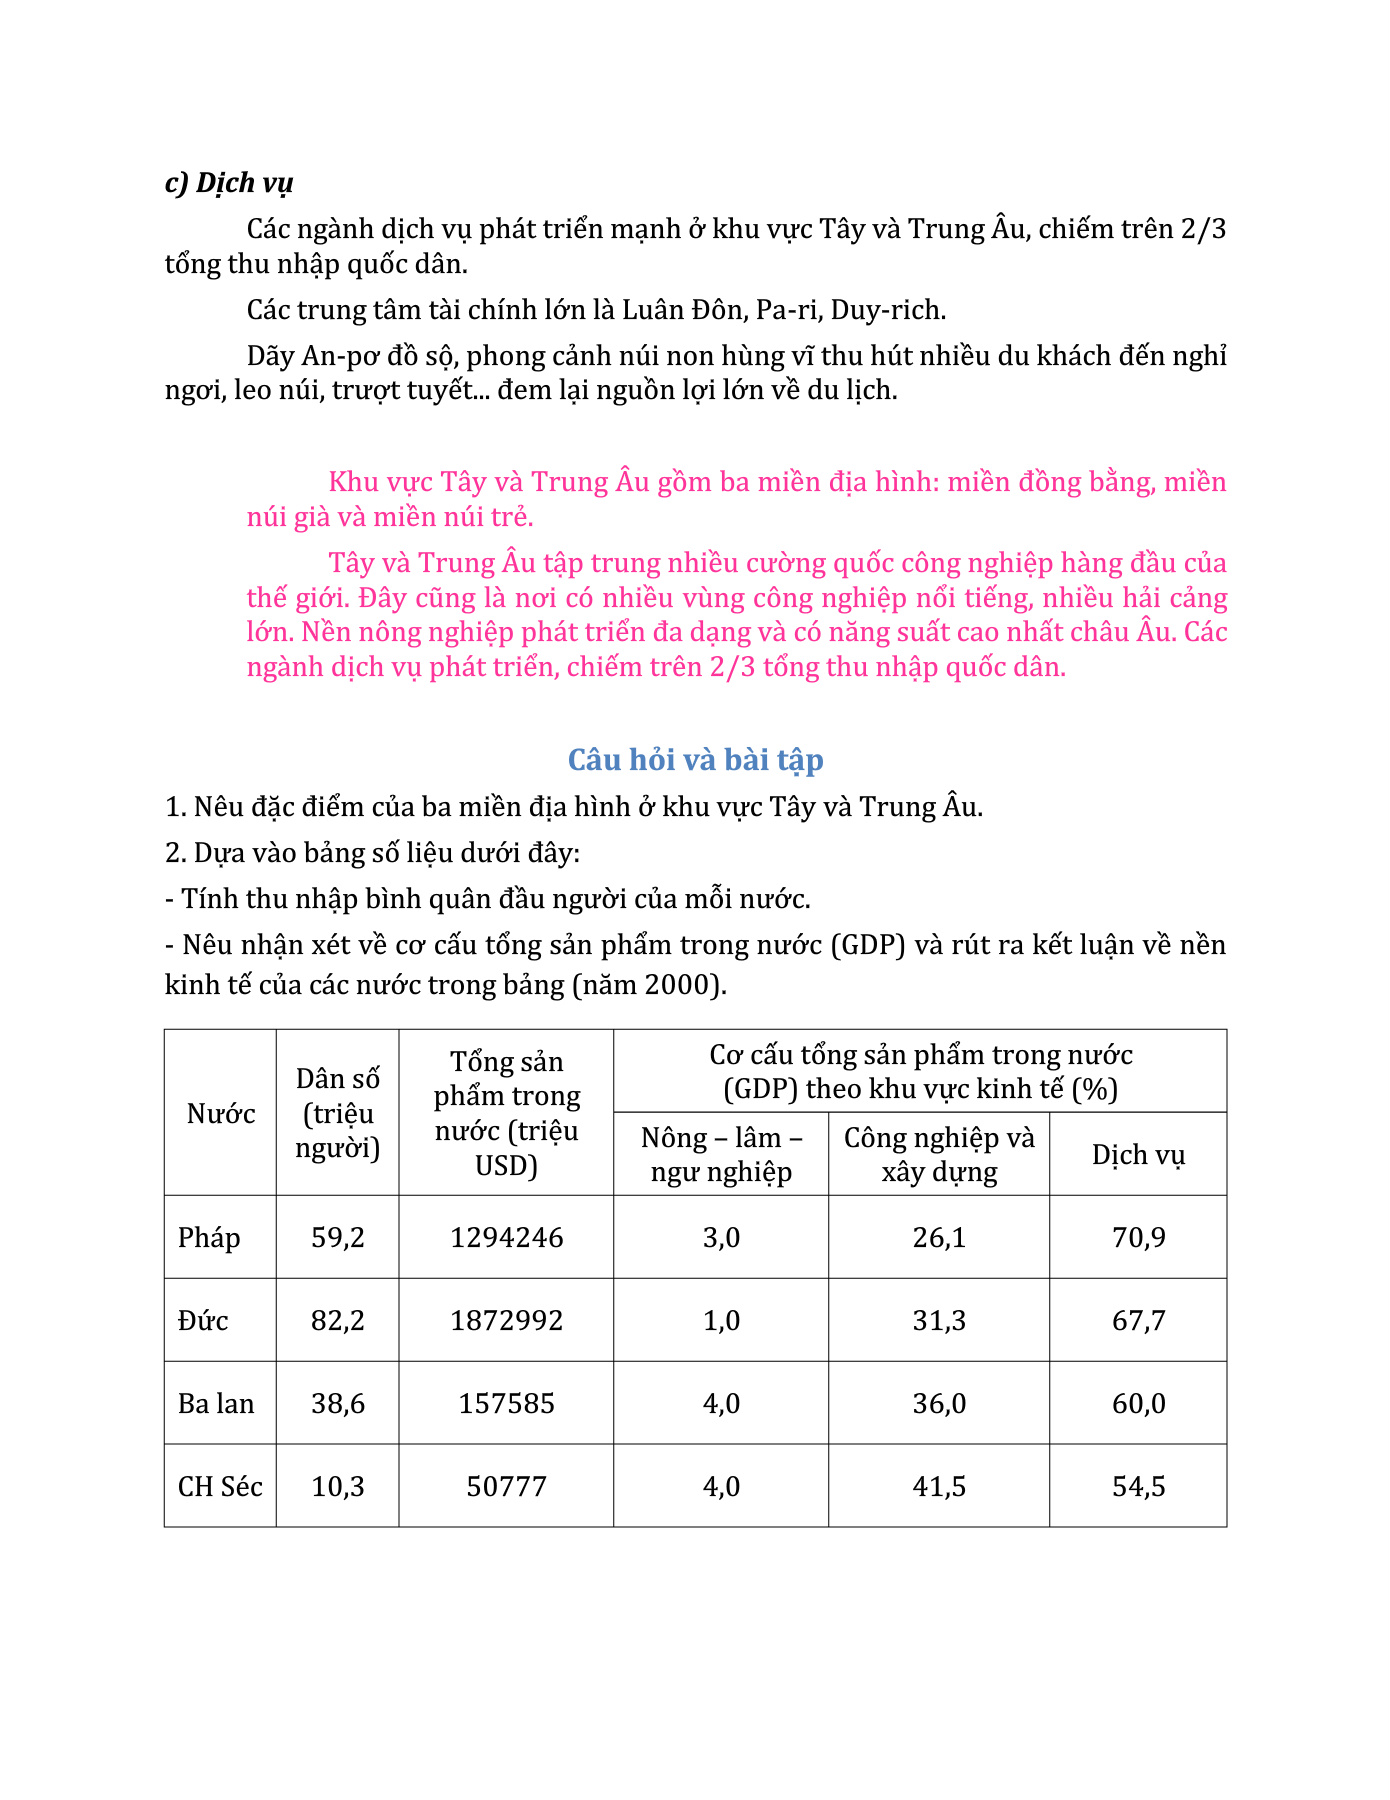 c) Dịch vụ
Các ngành dịch vụ phát triển mạnh ở khu vực Tây và Trung Âu, chiếm trên 2/3
tổng thu nhập quốc dân.
Các trung tâm tài chính lớn là Luân Đôn, Pa-ri, Duy-rich.
Dãy An-pơ đồ sộ, phong cảnh núi non hùng vĩ thu hút nhiều du khách đến nghỉ
ngơi, leo núi, trượt tuyết... đem lại nguồn lợi lớn về du lịch.
Khu vực Tây và Trung Âu gồm ba miền địa hình: miền đồng bằng, miền
núi già và miền núi trẻ.
Tây và Trung Âu tập trung nhiều cường quốc công nghiệp hàng đầu của
thế giới. Đây cũng là nơi có nhiều vùng công nghiệp nổi tiếng, nhiều hải cảng
lớn. Nền nông nghiệp phát triển đa dạng và có năng suất cao nhất châu Âu. Các
ngành dịch vụ phát triển, chiếm trên 2/3 tổng thu nhập quốc dân.
Câu hỏi và bài tập
1. Nêu đặc điểm của ba miền địa hình ở khu vực Tây và Trung Âu.
2. Dựa vào bảng số liệu dưới đây:
- Tính thu nhập bình quân đầu người của mỗi nước.
- Nêu nhận xét về cơ cấu tổng sản phẩm trong nước (GDP) và rút ra kết luận về nền
kinh tế của các nước trong bảng (năm 2000).
Nước
Dân số
(triệu
người)
Tổng sản
phẩm trong
nước (triệu
USD)
Cơ cấu tổng sản phẩm trong nước
(GDP) theo khu vực kinh tế (%)
Nông – lâm –
ngư nghiệp
Công nghiệp và
xây dựng
Dịch vụ
Pháp 59,2 1294246 3,0 26,1 70,9
Đức 82,2 1872992 1,0 31,3 67,7
Ba lan 38,6 157585 4,0 36,0 60,0
CH Séc 10,3 50777 4,0 41,5 54,5